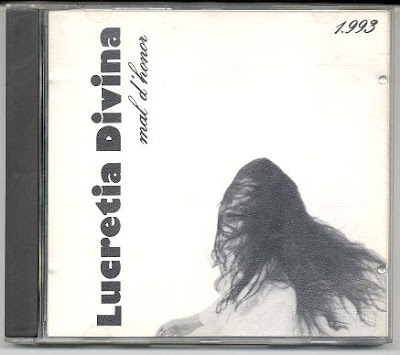 Lucretia Divina
mal d'honor
1.993